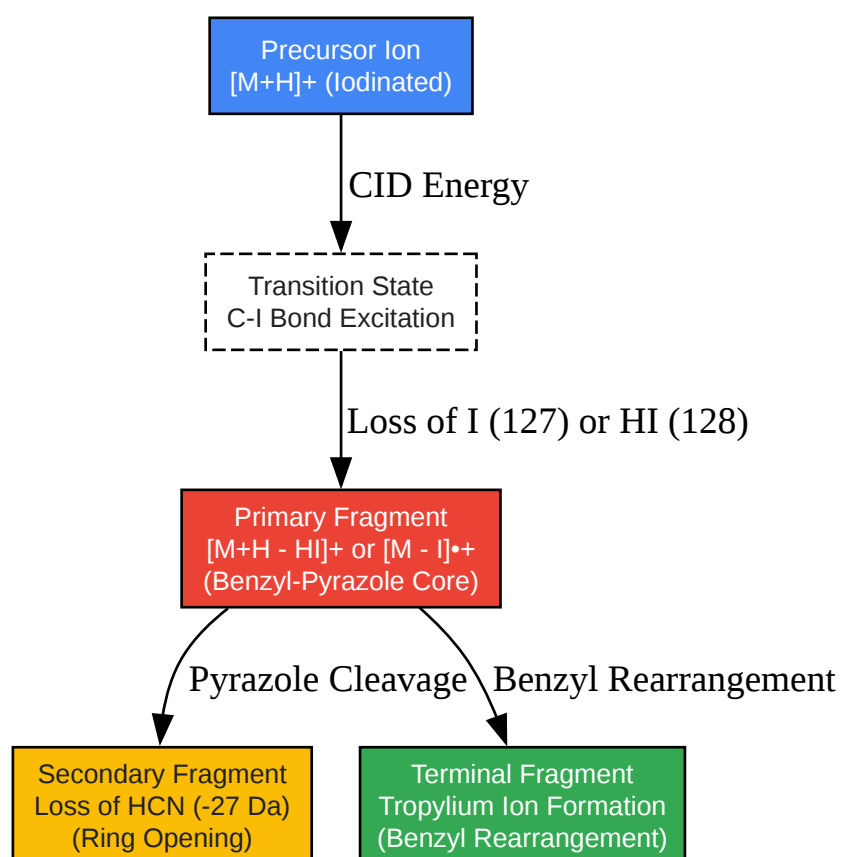 Precursor Ion
[M+H]+ (Iodinated)
CID Energy
Transition State
C-I Bond Excitation
Loss of I (127) or HI (128)
Primary Fragment
[M+H - HI]+ or [M - I]•+
(Benzyl-Pyrazole Core)
Pyrazole Cleavage
Benzyl Rearrangement
Secondary Fragment
Loss of HCN (-27 Da)
(Ring Opening)
Terminal Fragment
Tropylium Ion Formation
(Benzyl Rearrangement)